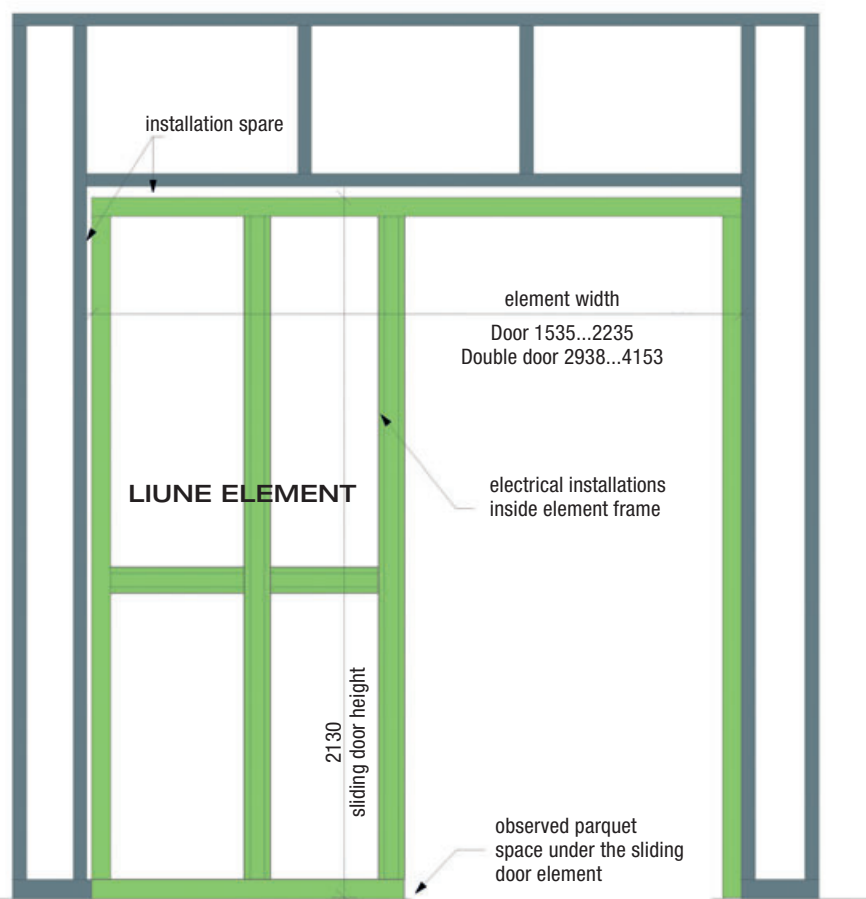 installation spare
element width
Door 1535...2235
Double door 2938...4153
LIUNE ELEMENT
electrical installations
inside element frame
2130
sliding door height
observed parquet
space under the sliding
door element